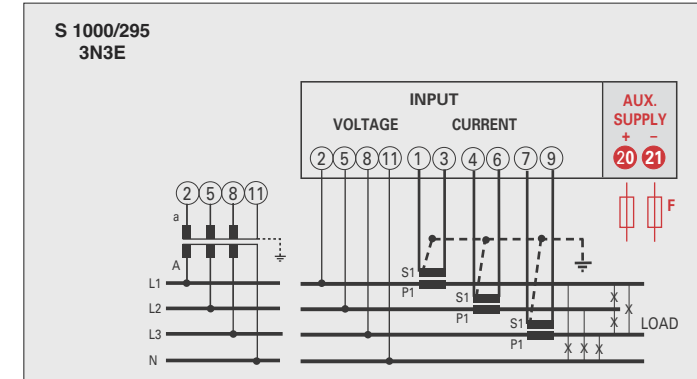 S 1000/295
3N3E
INPUT
VOLTAGE CURRENT
AUX.
SUPPLY
+ −
2 5 8 11 1 3 4 6 7 9
20 21
F
2 5 8 11
a
A
S1
P1
S1
P1
S1
P1
L1
L2
L3
N
LOAD
X
X
X
X X X